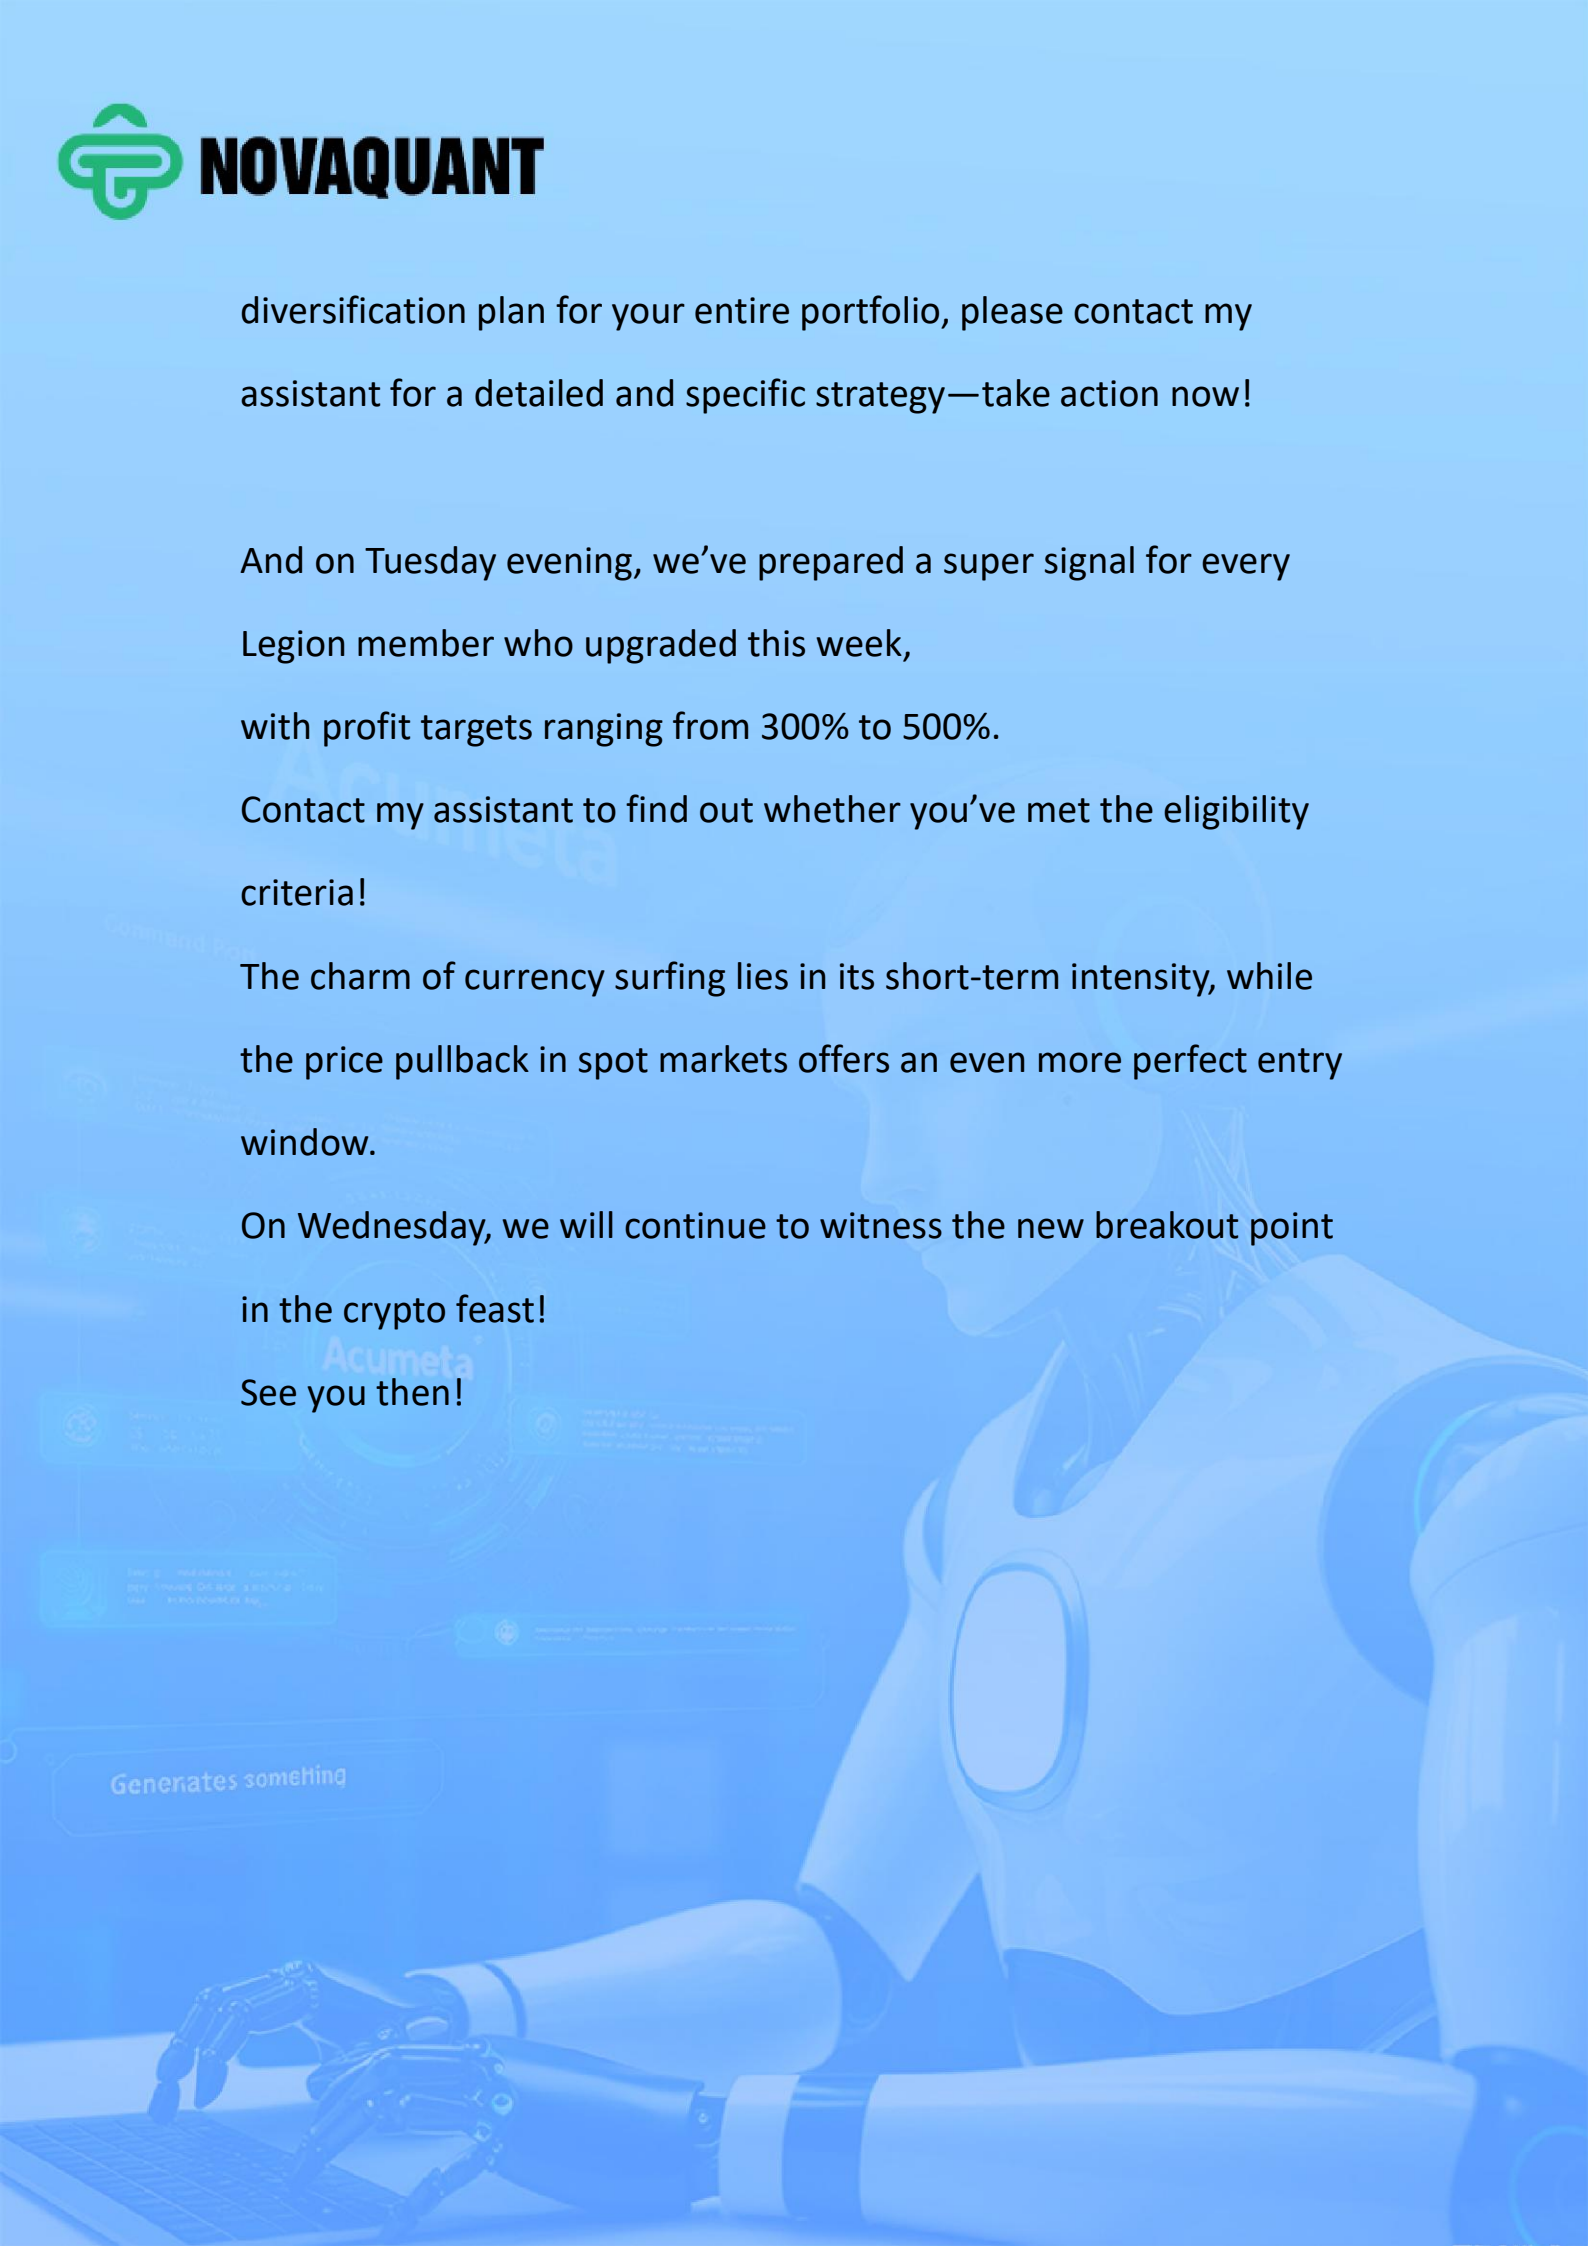 NOVAQUANT
diversification plan for your entire portfolio, please contact my
assistant for a detailed and specific strategy—take action now!
And on Tuesday evening, we’ve prepared a super signal for every
Legion member who upgraded this week,
with profit targets ranging from 300% to 500%.
Acumeta
Contact my assistant to find out whether you’ve met the eligibility
criteria!
The charm of currency surfing lies in its short-term intensity, while
the price pullback in spot markets offers an even more perfect entry
window.
On Wednesday, we will continue to witness the new breakout point
in the crypto feast!
Acumeta
See you then!
Generates something